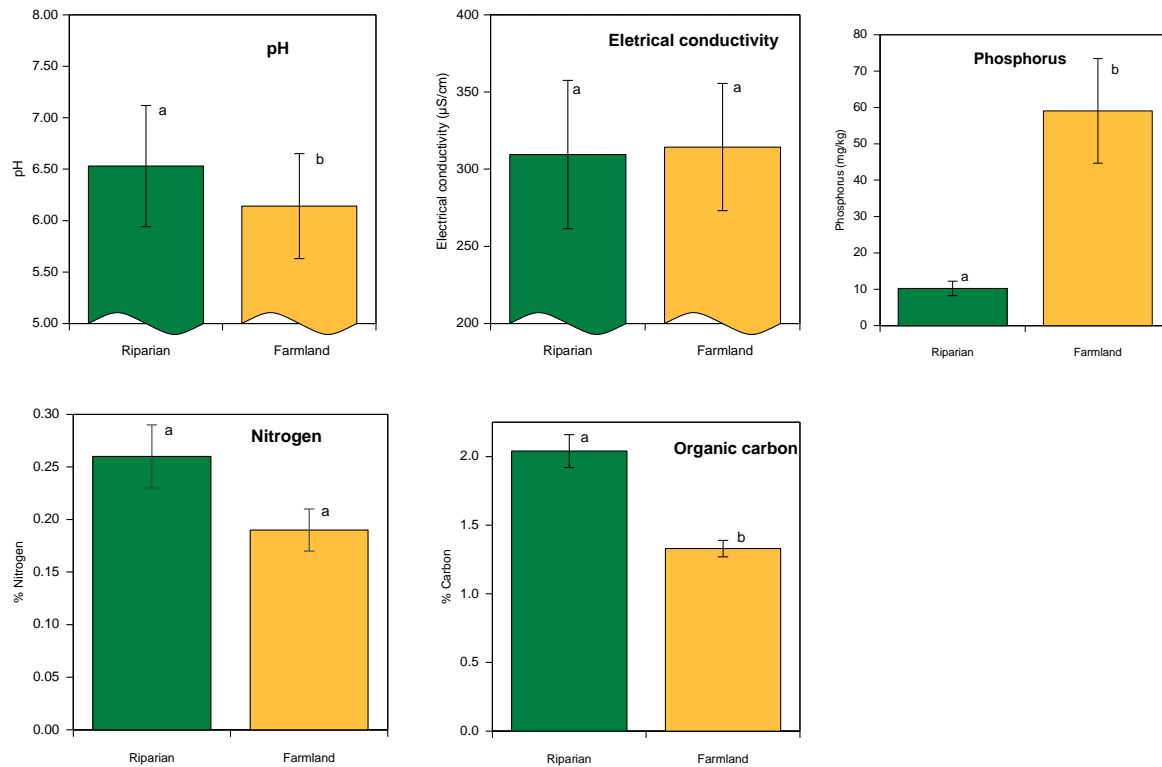 pH
pH
8.00
7.50
7.00
6.50
6.00
5.50
5.00
a
b
Riparian
Farmland
Eletrical conductivity
Electrical conductivity (µS/cm)
400
350
300
250
200
a
a
Riparian
Farmland
Phosphorus
Phosphorus (mg/kg)
80
70
60
50
40
30
20
10
0
a
b
Riparian
Farmland
Nitrogen
% Nitrogen
0.30
0.25
0.20
0.15
0.10
0.05
0.00
a
a
Riparian
Farmland
Organic carbon
% Carbon
2.0
1.5
1.0
0.5
0.0
a
b
Riparian
Farmland